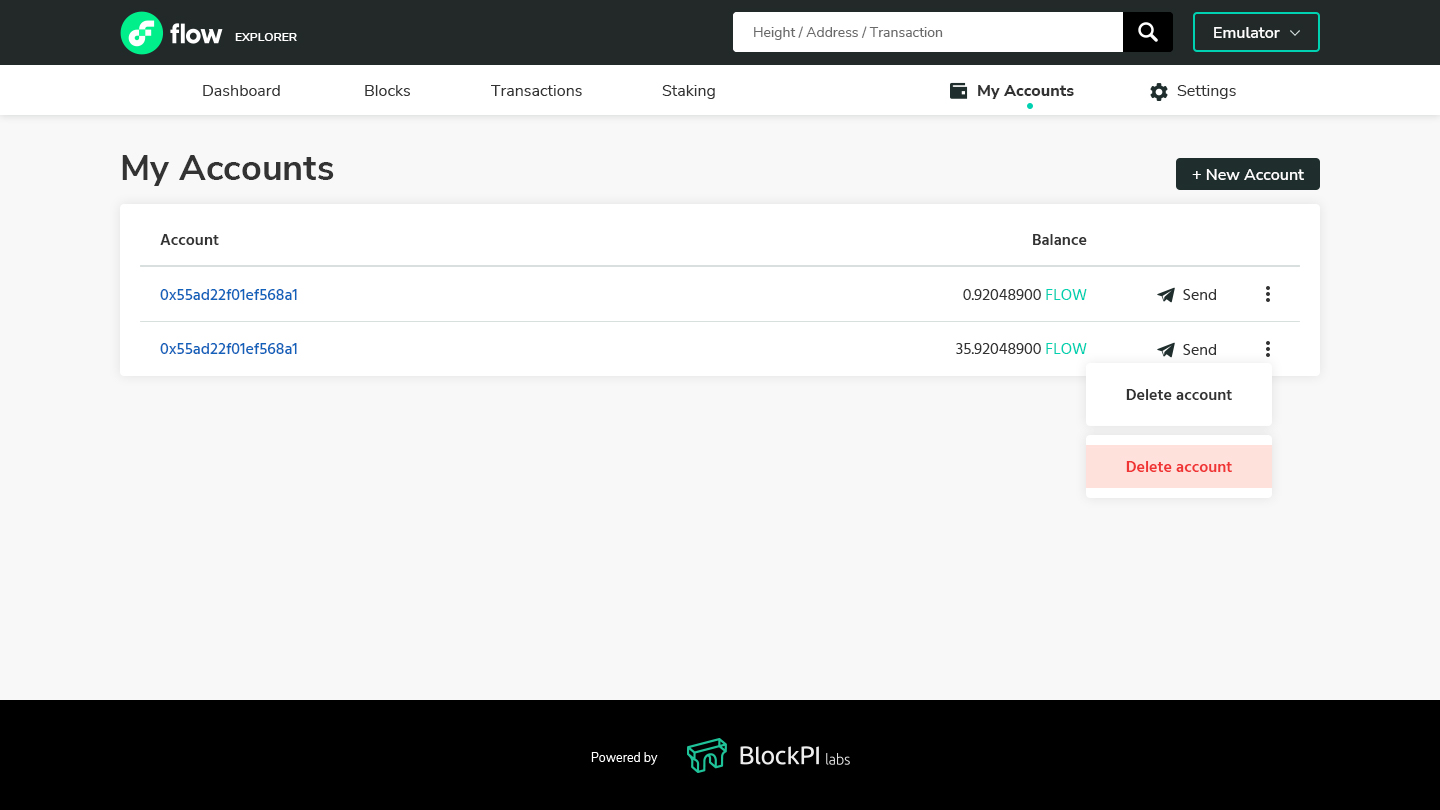 flow EXPLORER
Height / Address / Transaction
Emulator
Dashboard
Blocks
Transactions
Staking
My Accounts
Settings
My Accounts
+ New Account
Account
Balance
0x55ad22f01ef568a1
0.92048900 FLOW
Send
0x55ad22f01ef568a1
35.92048900 FLOW
Send
Delete account
Delete account
Powered by
BlockPI labs